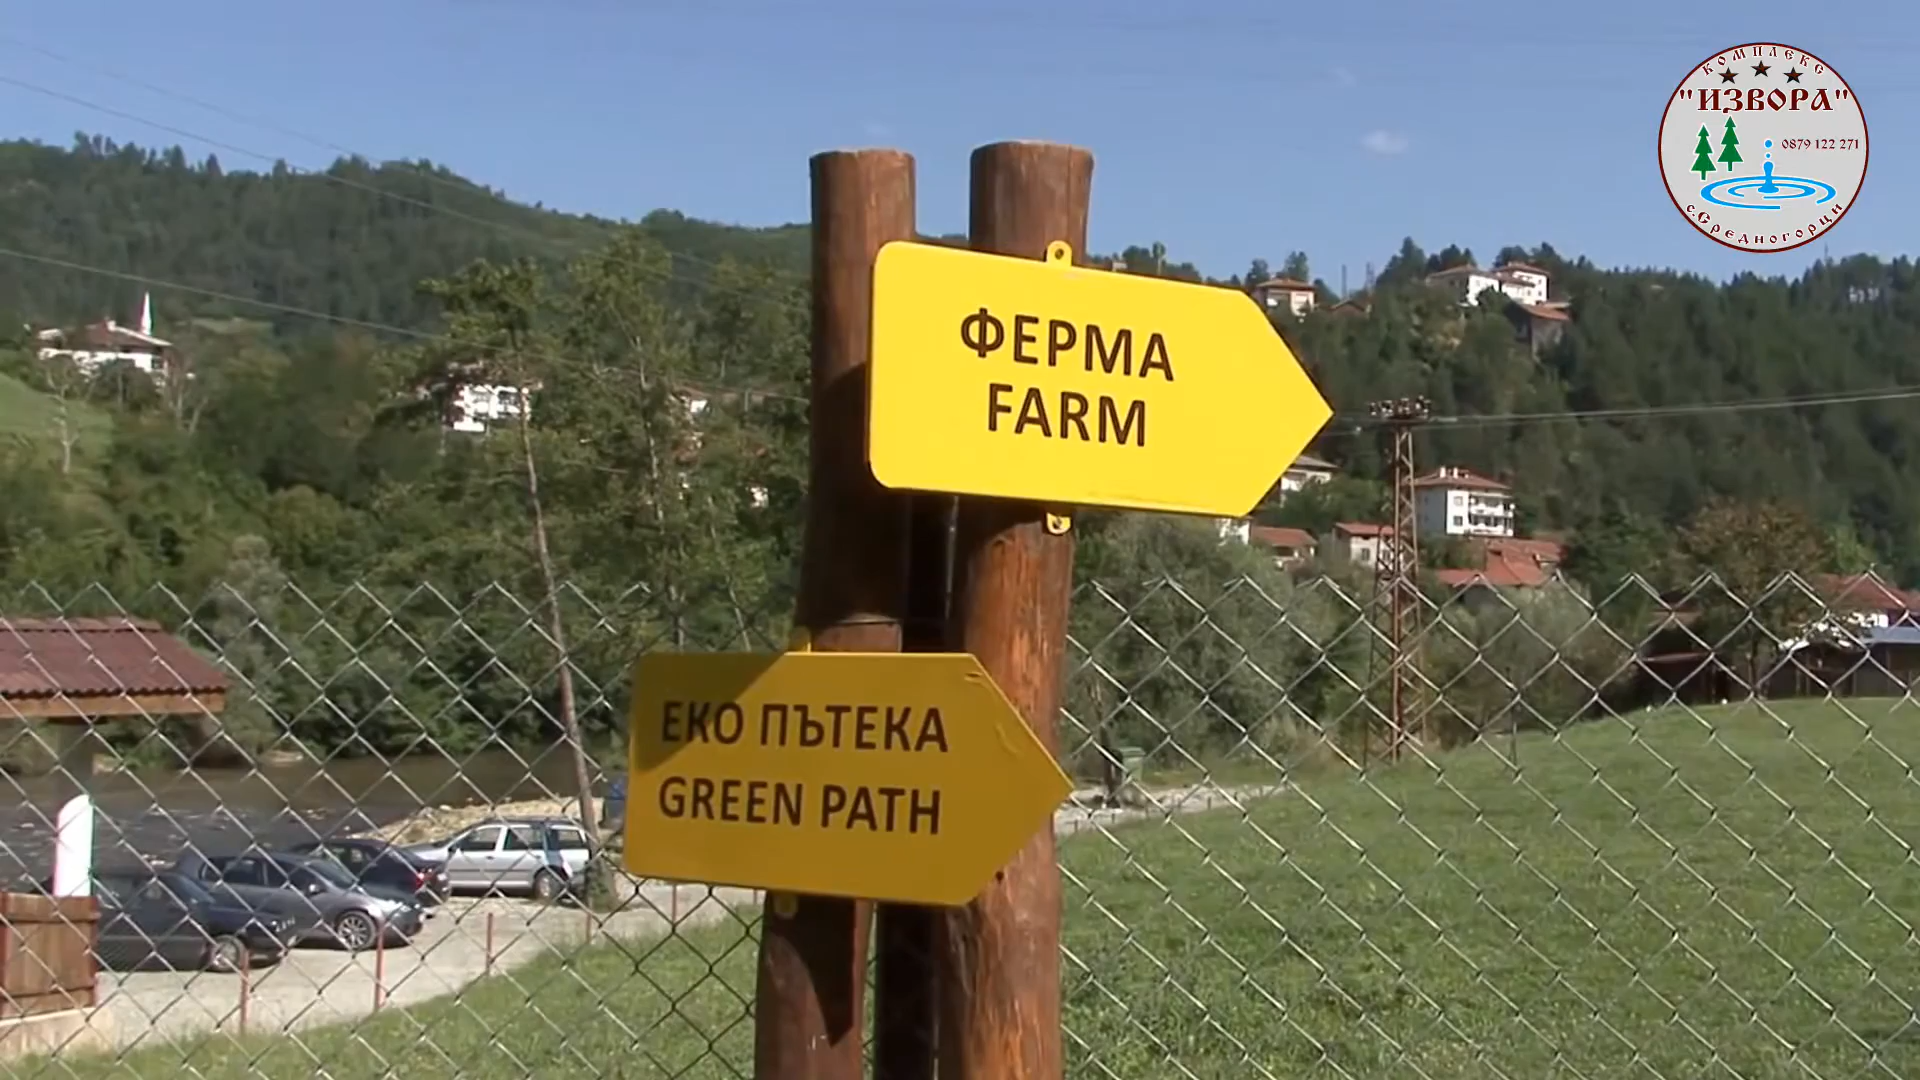 КОМПЛЕКС
"ИЗВОРА"
0879 122 271
с.Средногорци
ФЕРМА
FARM
ЕКО ПЪТЕКА
GREEN PATH